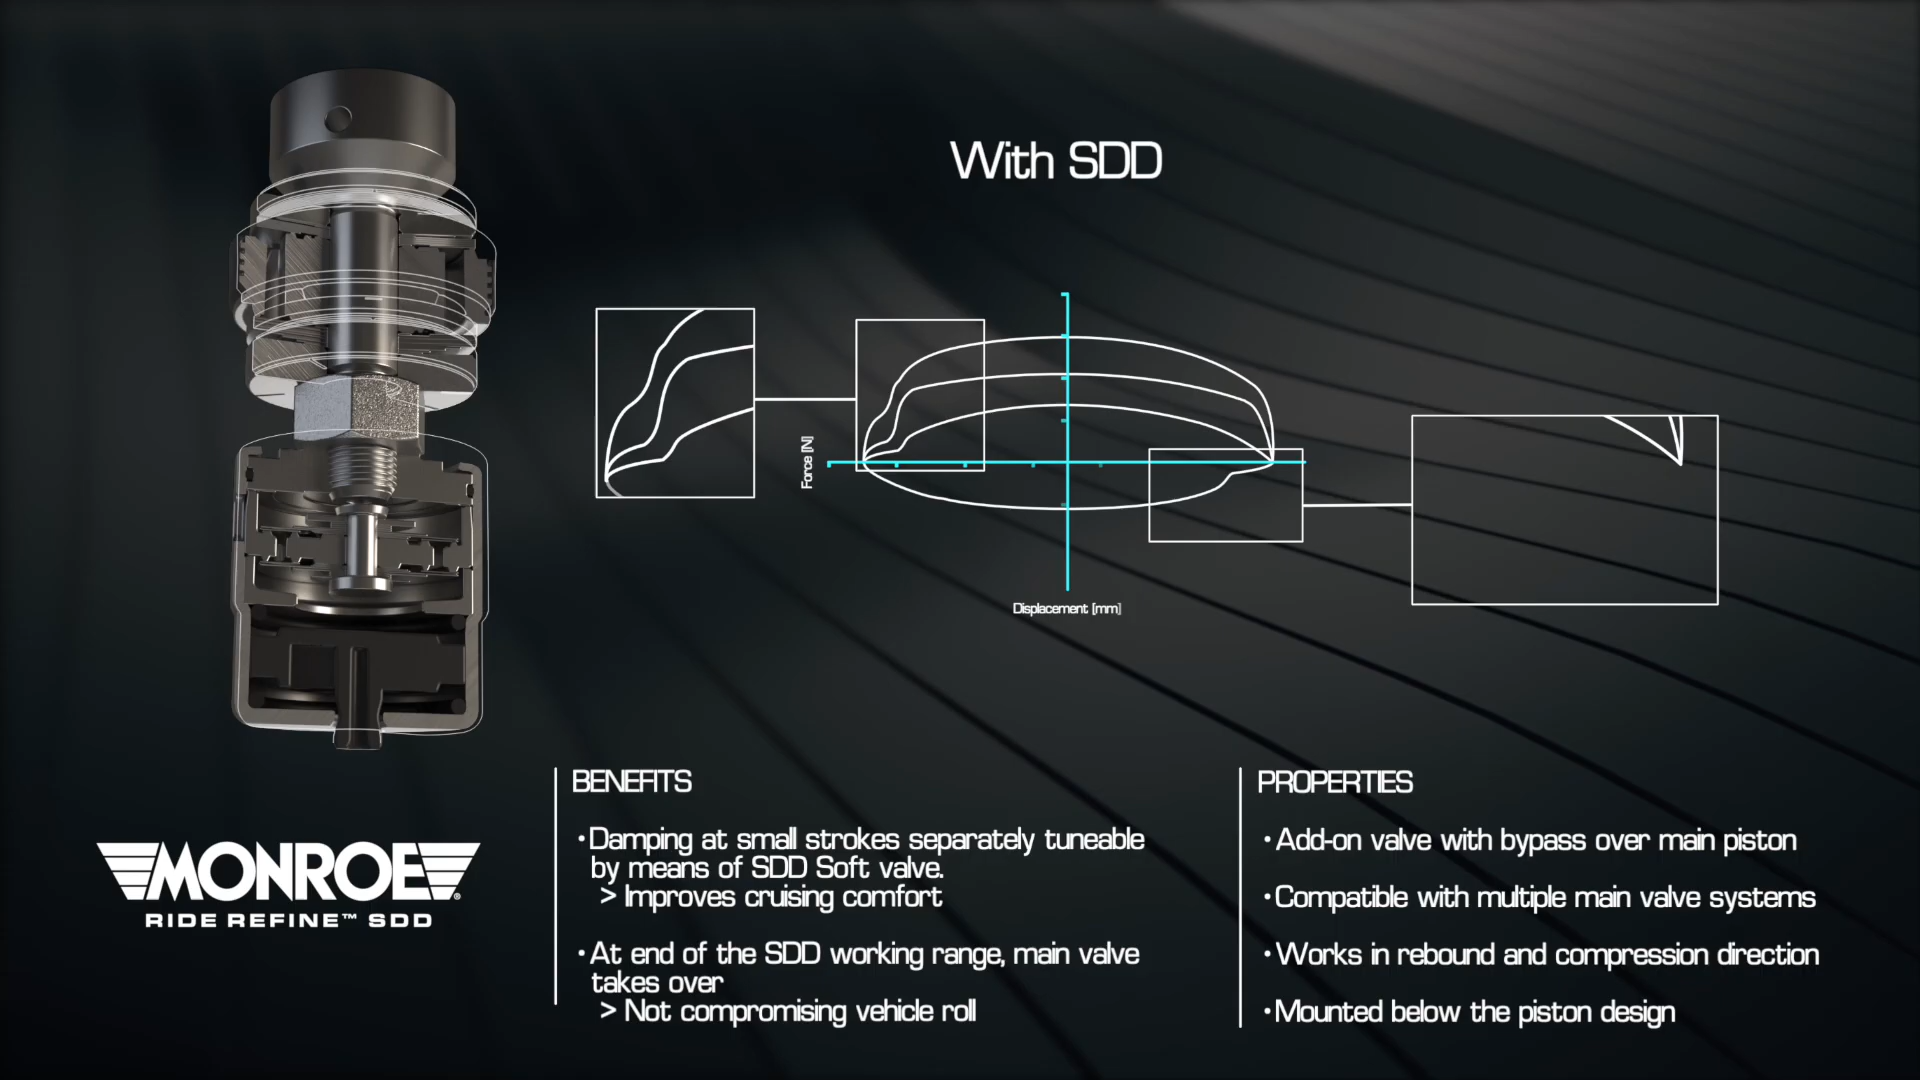 With SDD
Force [N]
Displacement [mm]
MONROE®
RIDE REFINE™ SDD
BENEFITS
•Damping at small strokes separately tuneable
by means of SDD Soft valve.
> Improves cruising comfort
•At end of the SDD working range, main valve
takes over
> Not compromising vehicle roll
PROPERTIES
•Add-on valve with bypass over main piston
•Compatible with multiple main valve systems
•Works in rebound and compression direction
•Mounted below the piston design